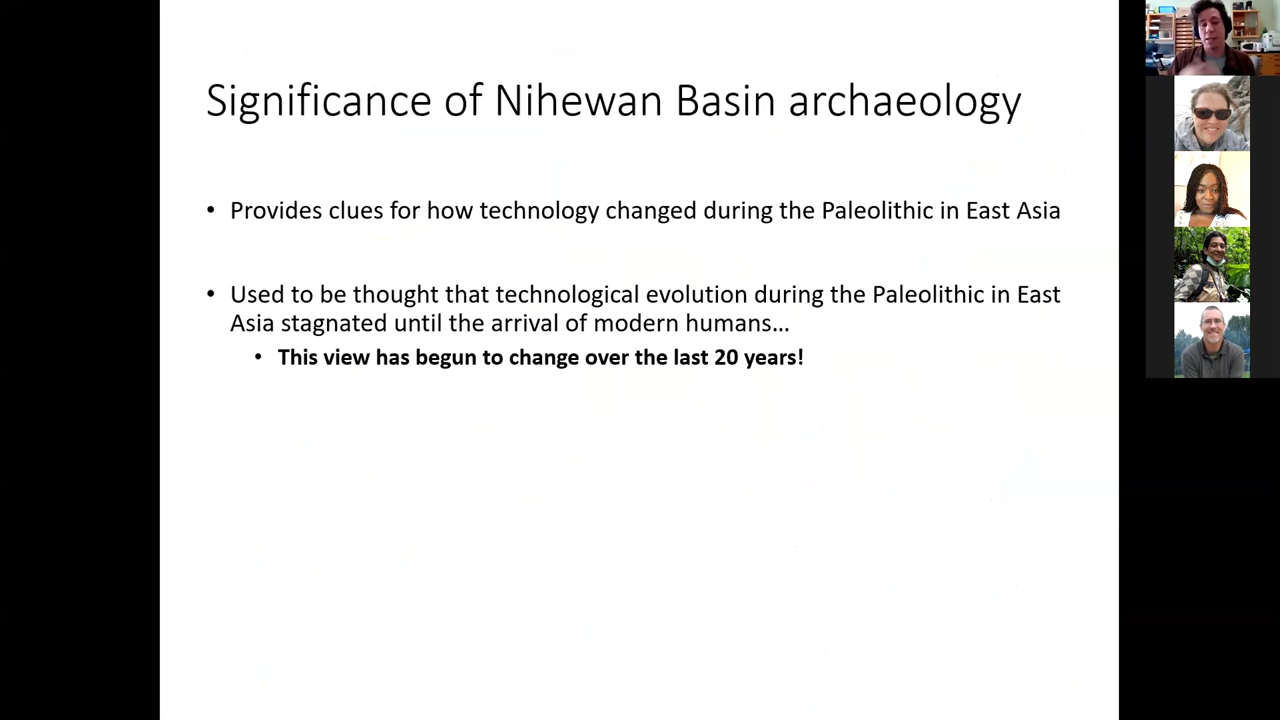 Significance of Nihewan Basin archaeology
• Provides clues for how technology changed during the Paleolithic in East Asia
• Used to be thought that technological evolution during the Paleolithic in East
Asia stagnated until the arrival of modern humans...
• This view has begun to change over the last 20 years!